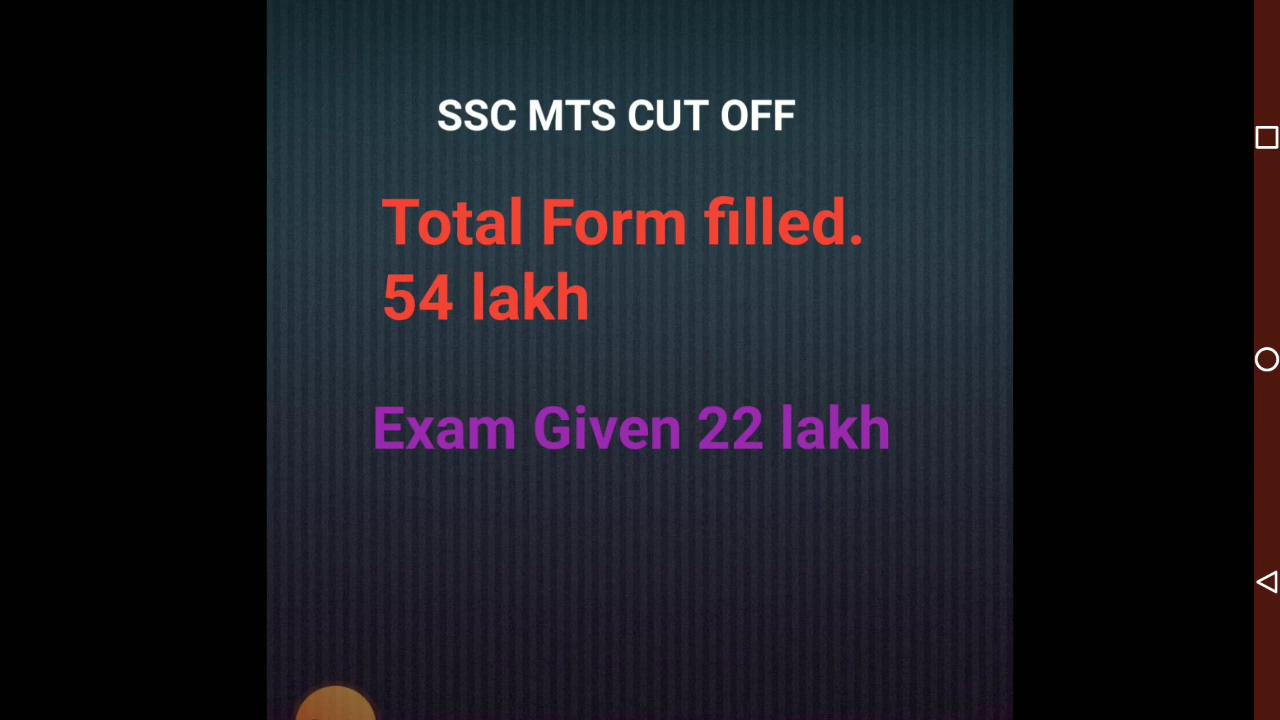 SSC MTS CUT OFF
Total Form filled.
54 lakh
Exam Given 22 lakh